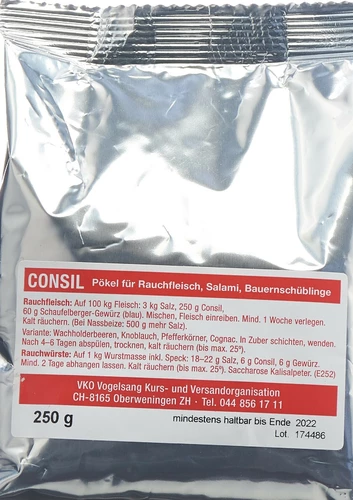 CONSIL Pökel für Rauchfleisch, Salami, Bauernschüblinge
Rauchfleisch: Auf 100 kg Fleisch: 3 kg Salz, 250 g Consil,
60 g Schaufelberger-Gewürz (blau). Mischen, Fleisch einreiben. Mind. 1 Woche verlegen.
Kalt räuchern. (Bei Nassbeize: 500 g mehr Salz).
Variante: Wachholderbeeren, Knoblauch, Pfefferkörner, Cognac. In Zuber schichten, wenden.
Nach 4–6 Tagen abspülen, trocknen, kalt räuchern (bis max. 25°).
Rauchwürste: Auf 1 kg Wurstmasse inkl. Speck: 18–22 g Salz, 6 g Consil, 6 g Gewürz.
Mind. 2 Tage abhangen lassen. Kalt räuchern (bis max. 25°). Saccharose Kalisalpeter. (E252)
VKO Vogelsang Kurs- und Versandorganisation
CH-8165 Oberweningen ZH · Tel. 044 856 17 11
250 g
mindestens haltbar bis Ende 2022
Lot. 174486